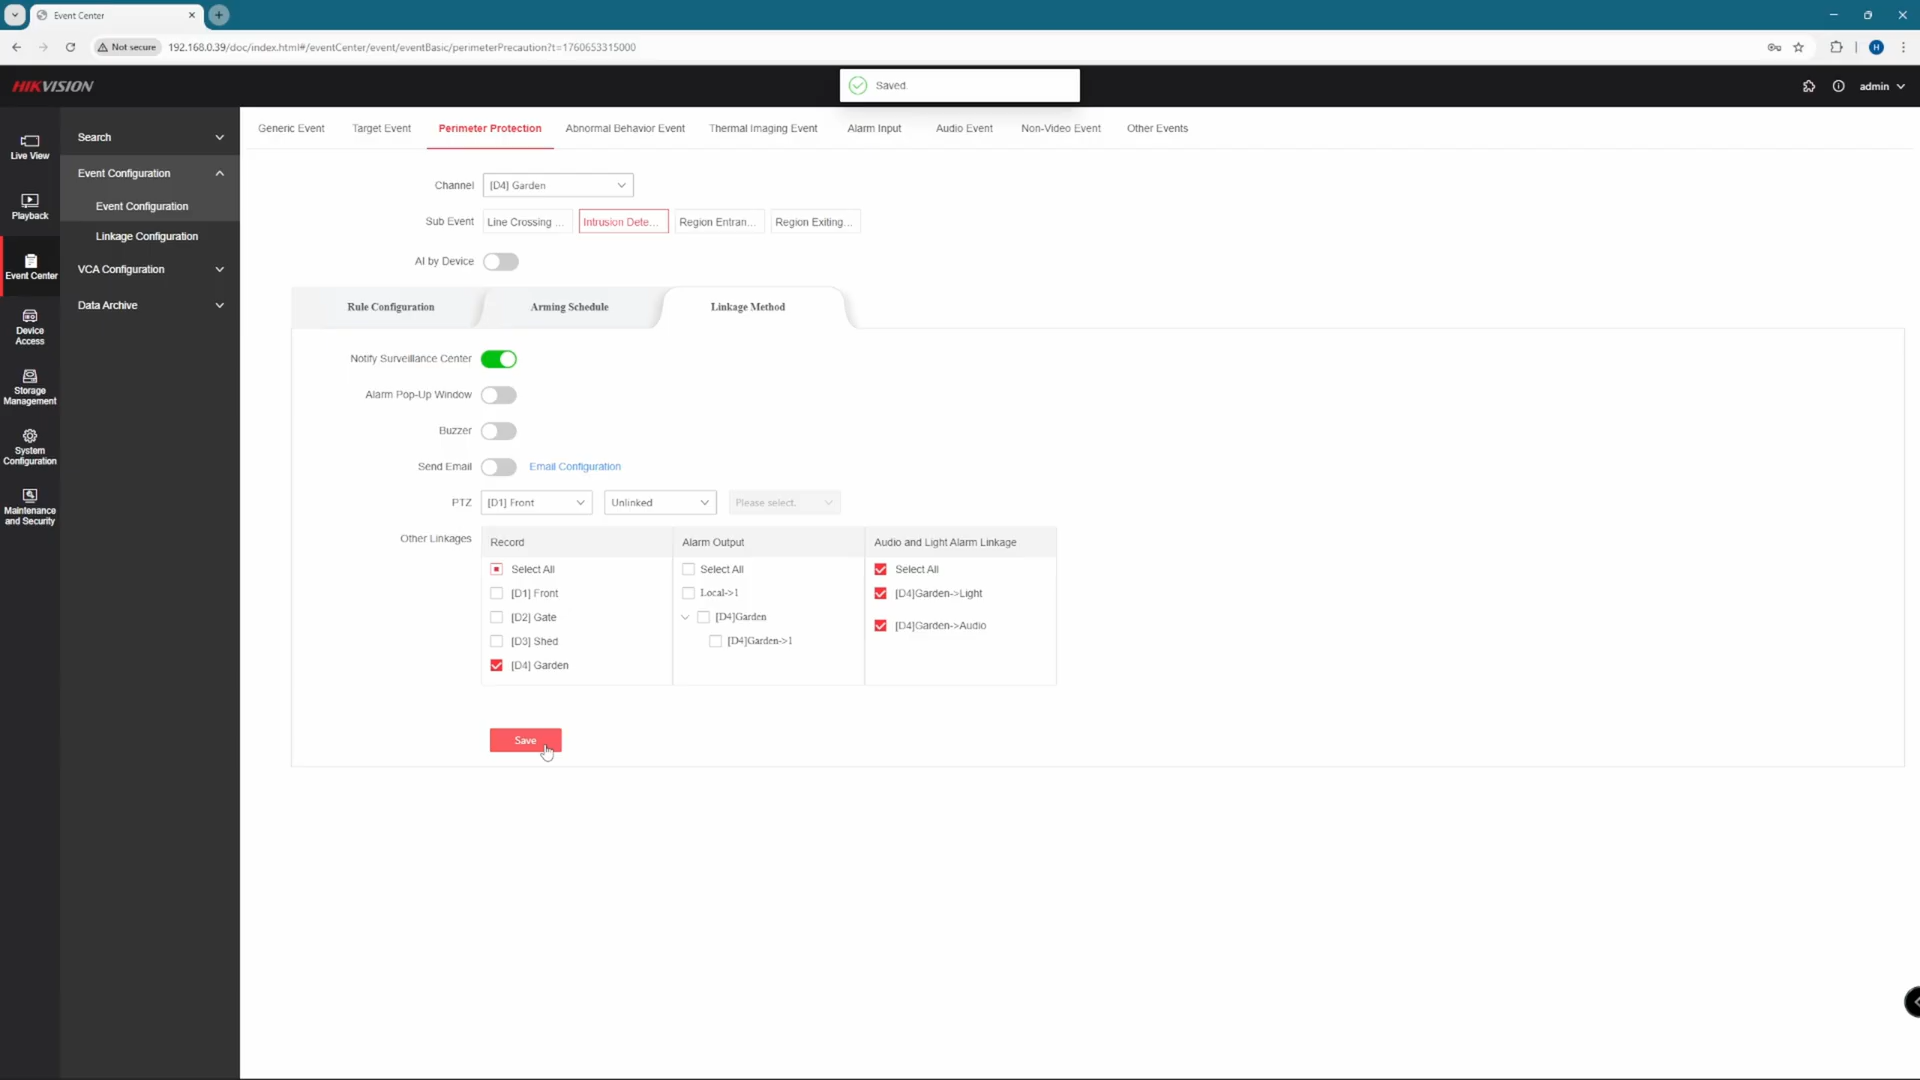 Event Center
Not secure 192.168.0.39/doc/index.html#/eventCenter/event/eventBasic/perimeterPrecaution?t=1760653315000
H
HIKVISION
Saved.
admin
Live View
Playback
Event Center
Device
Access
Storage
Management
System
Configuration
Maintenance
and Security
Search
Event Configuration
Event Configuration
Linkage Configuration
VCA Configuration
Data Archive
Generic Event Target Event Perimeter Protection Abnormal Behavior Event Thermal Imaging Event Alarm Input Audio Event Non-Video Event Other Events
Channel [D4] Garden
Sub Event Line Crossing ... Intrusion Dete... Region Entran... Region Exiting...
AI by Device
Rule Configuration Arming Schedule Linkage Method
Notify Surveillance Center
Alarm Pop-Up Window
Buzzer
Send Email Email Configuration
PTZ [D1] Front Unlinked Please select.
Other Linkages Record Alarm Output Audio and Light Alarm Linkage
Select All Select All Select All
[D1] Front Local->1 [D4]Garden->Light
[D2] Gate [D4]Garden [D4]Garden->Audio
[D3] Shed [D4]Garden->1
[D4] Garden
Save